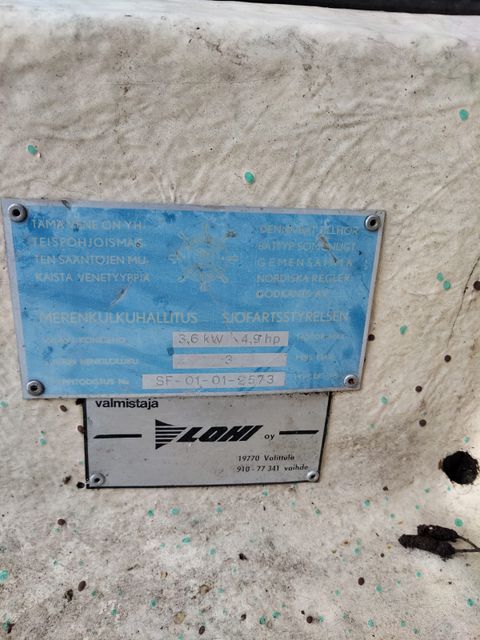 TÄMÄ VENE ON YH-
TEISPOHJOISMAIS-
TEN SÄÄNTÖJEN MU-
KAISTA VENETYYPPIÄ
DENNA BÅT TILLHÖR
BÅTTYP SOM ENLIGT
GEMENSAMMA
NORDISKA REGLER
GODKÄNTS AV
MERENKULKUHALLITUS SJÖFARTSSTYRELSEN
3,6 kW 4,9 hp
3
SF-01-01-2573
valmistaja
LOHI oy
19770 Valittula
910-77 341 vaihde